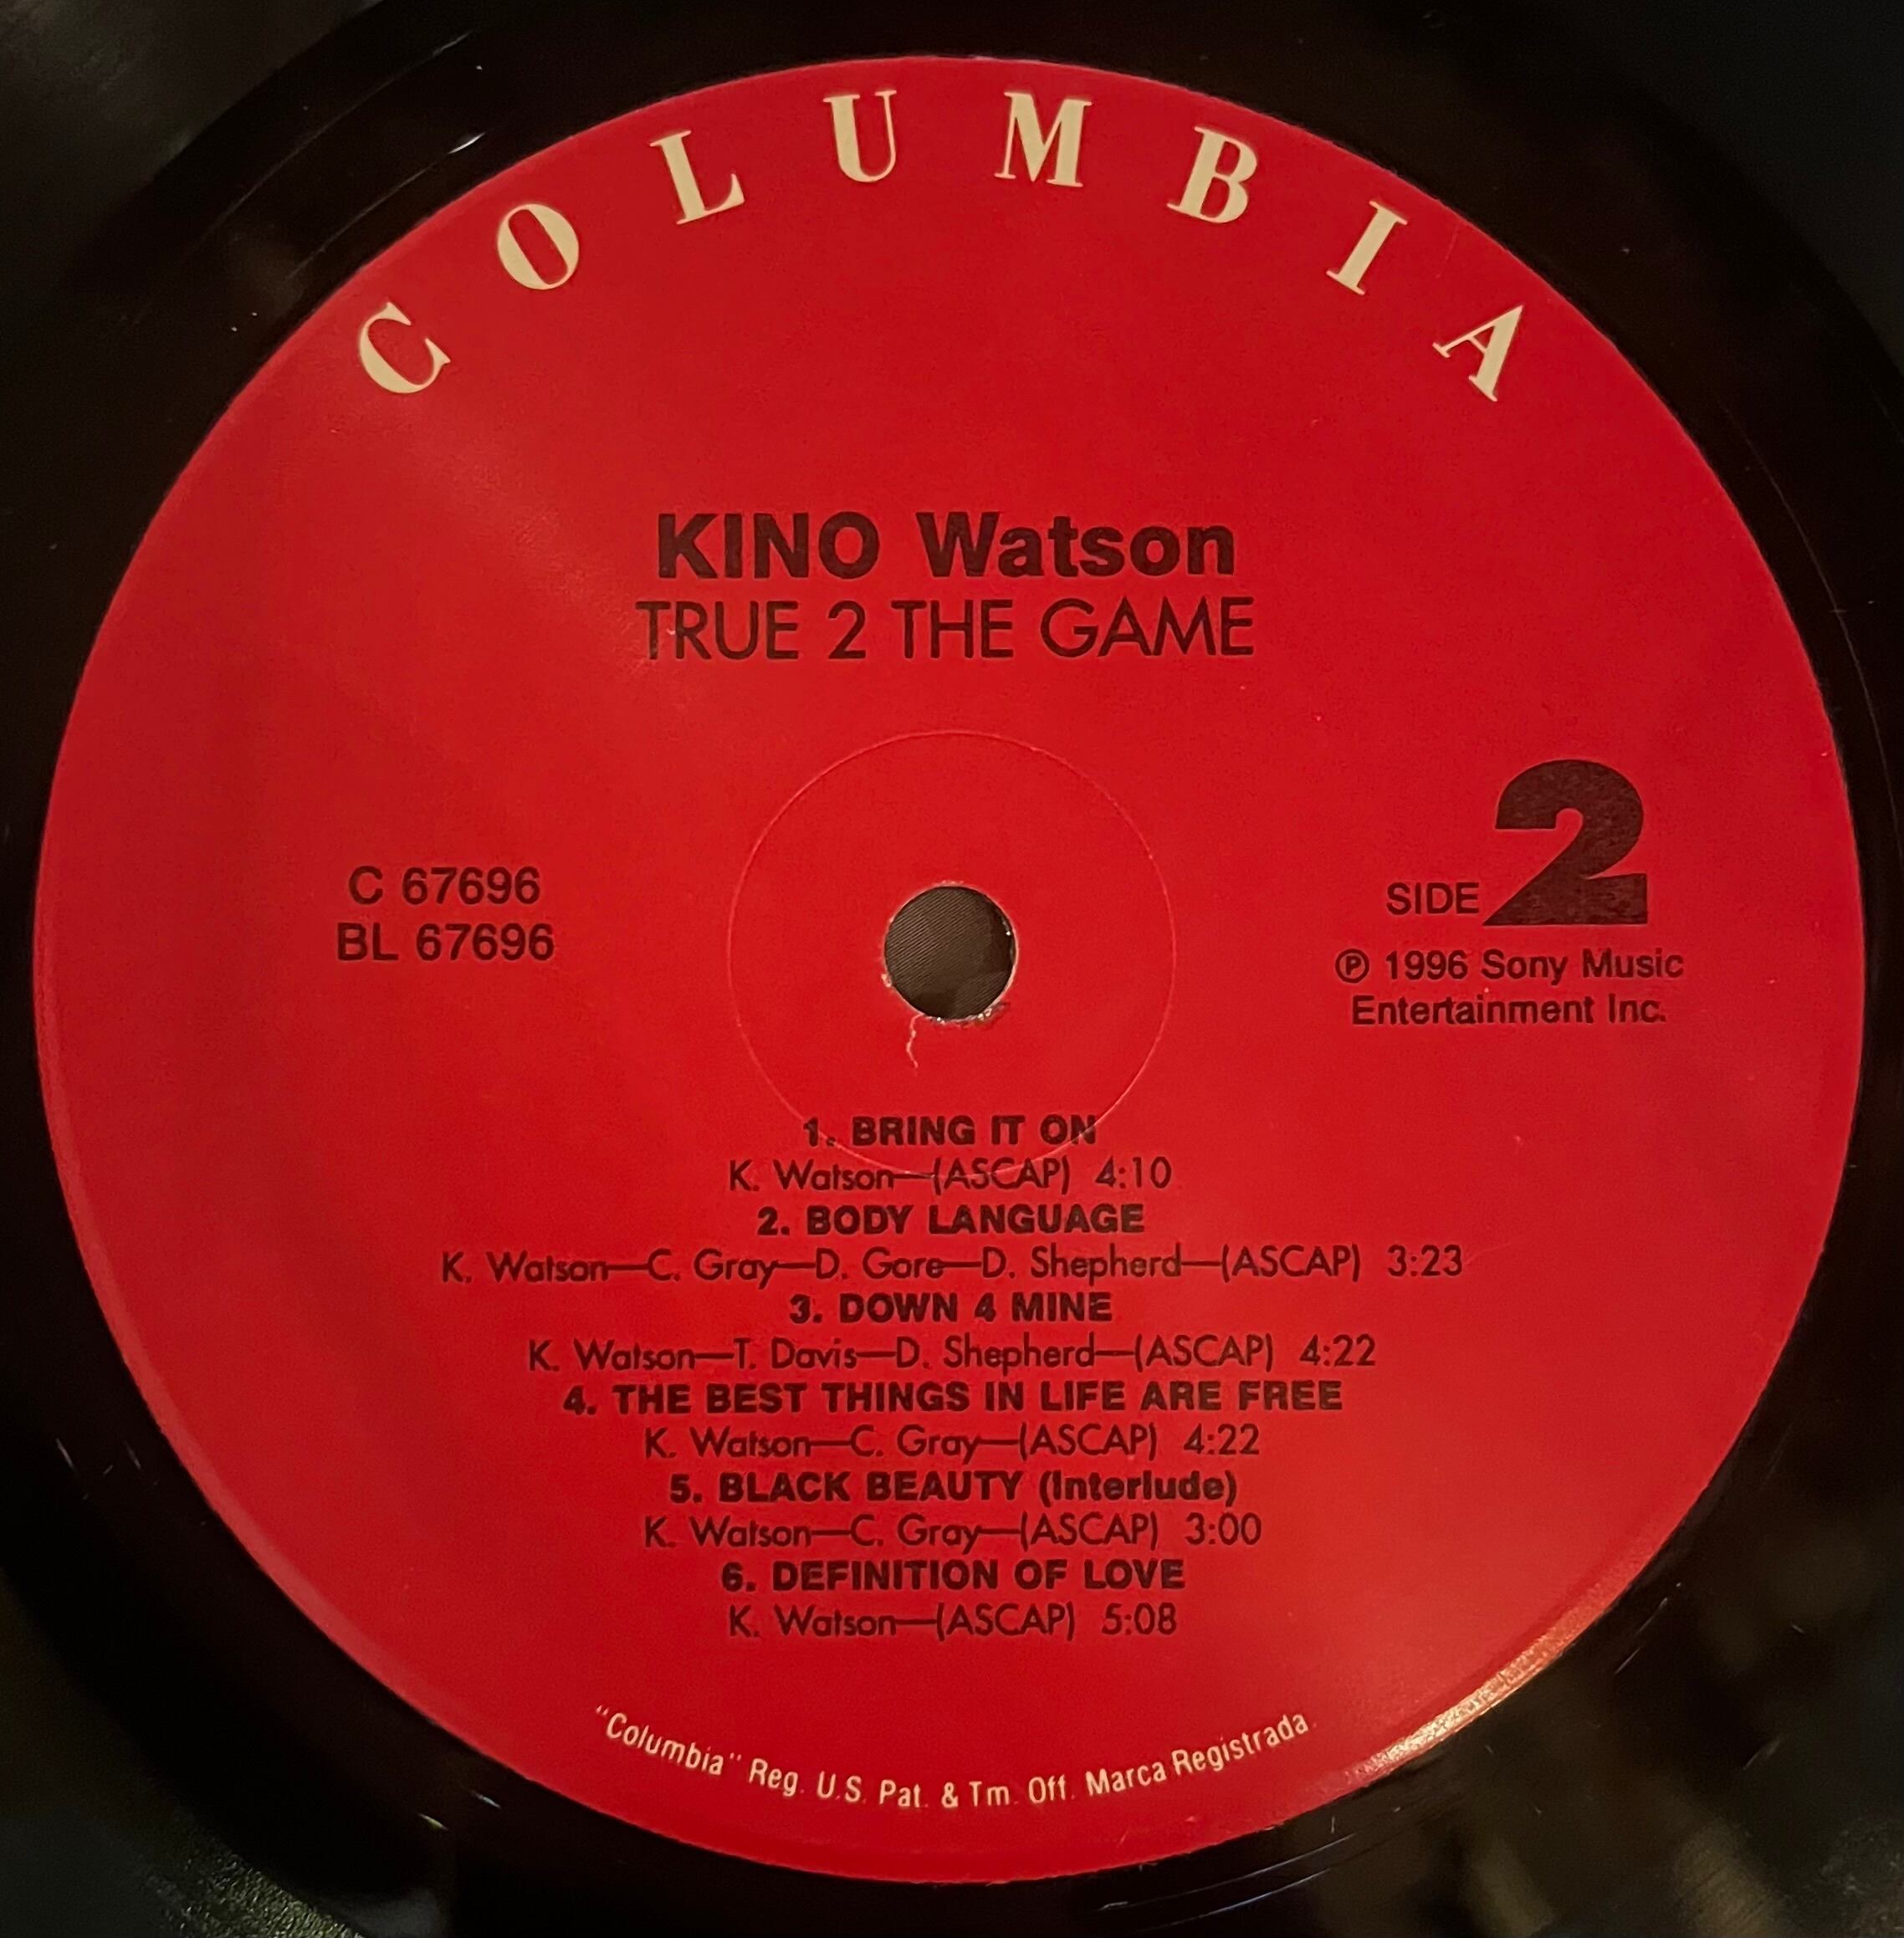 COLUMBIA
KINO Watson
TRUE 2 THE GAME
C 67696
BL 67696
SIDE 2
℗ 1996 Sony Music
Entertainment Inc.
1. BRING IT ON
K. Watson—(ASCAP) 4:10
2. BODY LANGUAGE
K. Watson—C. Gray—D. Gore—D. Shepherd—(ASCAP) 3:23
3. DOWN 4 MINE
K. Watson—T. Davis—D. Shepherd—(ASCAP) 4:22
4. THE BEST THINGS IN LIFE ARE FREE
K. Watson—C. Gray—(ASCAP) 4:22
5. BLACK BEAUTY (Interlude)
K. Watson—C. Gray—(ASCAP) 3:00
6. DEFINITION OF LOVE
K. Watson—(ASCAP) 5:08
"Columbia" Reg. U.S. Pat. & Tm. Off. Marca Registrada.